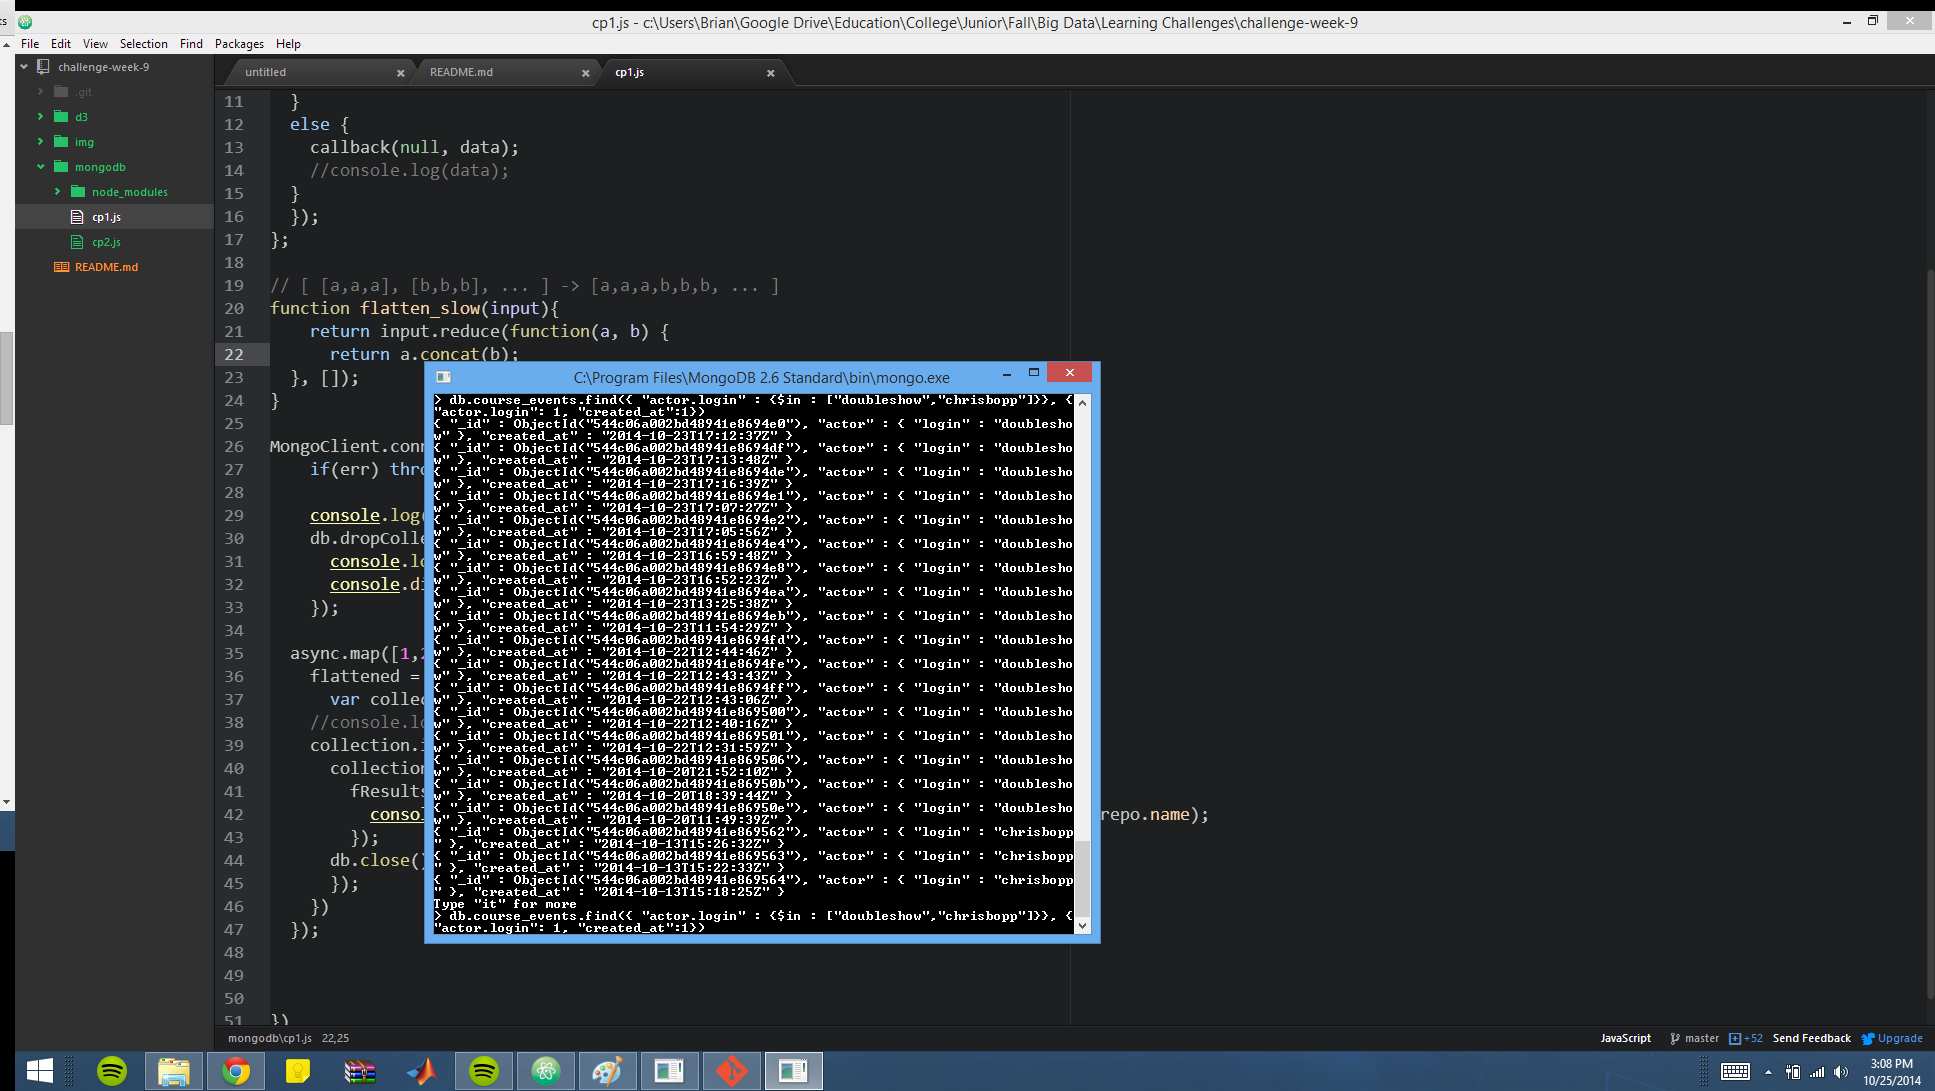 cp1.js - c:\Users\Brian\Google Drive\Education\College\Junior\Fall\Big Data\Learning Challenges\challenge-week-9
File Edit View Selection Find Packages Help
challenge-week-9
.git
d3
img
mongodb
node_modules
cp1.js
cp2.js
README.md
untitled
README.md
cp1.js
11 }
12 else {
13 callback(null, data);
14 //console.log(data);
15 }
16 });
17 };
18
19 // [ [a,a,a], [b,b,b], ... ] -> [a,a,a,b,b,b, ... ]
20 function flatten_slow(input){
21 return input.reduce(function(a, b) {
22 return a.concat(b);
23 }, []);
24 }
25
26 MongoClient.conn
27 if(err) thr
28
29 console.log(
30 db.dropColle
31 console.lo
32 console.di
33 });
34
35 async.map([1,
36 flattened =
37 var collec
38 //console.lo
39 collection.i
40 collection
41 fResults
42 consol repo.name);
43 });
44 db.close()
45 });
46 })
47 });
48
49
50
51 })
C:\Program Files\MongoDB 2.6 Standard\bin\mongo.exe
> db.course_events.find({ "actor.login" : {$in : ["doubleshow","chrisbopp"]}}, {
"actor.login": 1, "created_at":1})
{ "_id" : ObjectId("544c06a002bd48941e8694e0"), "actor" : { "login" : "doublesho
w" }, "created_at" : "2014-10-23T17:12:37Z" }
{ "_id" : ObjectId("544c06a002bd48941e8694df"), "actor" : { "login" : "doublesho
w" }, "created_at" : "2014-10-23T17:13:48Z" }
{ "_id" : ObjectId("544c06a002bd48941e8694de"), "actor" : { "login" : "doublesho
w" }, "created_at" : "2014-10-23T17:16:39Z" }
{ "_id" : ObjectId("544c06a002bd48941e8694e1"), "actor" : { "login" : "doublesho
w" }, "created_at" : "2014-10-23T17:07:27Z" }
{ "_id" : ObjectId("544c06a002bd48941e8694e2"), "actor" : { "login" : "doublesho
w" }, "created_at" : "2014-10-23T17:05:56Z" }
{ "_id" : ObjectId("544c06a002bd48941e8694e4"), "actor" : { "login" : "doublesho
w" }, "created_at" : "2014-10-23T16:59:48Z" }
{ "_id" : ObjectId("544c06a002bd48941e8694e8"), "actor" : { "login" : "doublesho
w" }, "created_at" : "2014-10-23T16:52:23Z" }
{ "_id" : ObjectId("544c06a002bd48941e8694ea"), "actor" : { "login" : "doublesho
w" }, "created_at" : "2014-10-23T13:25:38Z" }
{ "_id" : ObjectId("544c06a002bd48941e8694eb"), "actor" : { "login" : "doublesho
w" }, "created_at" : "2014-10-23T11:54:29Z" }
{ "_id" : ObjectId("544c06a002bd48941e8694fd"), "actor" : { "login" : "doublesho
w" }, "created_at" : "2014-10-22T12:44:46Z" }
{ "_id" : ObjectId("544c06a002bd48941e8694fe"), "actor" : { "login" : "doublesho
w" }, "created_at" : "2014-10-22T12:43:43Z" }
{ "_id" : ObjectId("544c06a002bd48941e8694ff"), "actor" : { "login" : "doublesho
w" }, "created_at" : "2014-10-22T12:43:06Z" }
{ "_id" : ObjectId("544c06a002bd48941e869500"), "actor" : { "login" : "doublesho
w" }, "created_at" : "2014-10-22T12:40:16Z" }
{ "_id" : ObjectId("544c06a002bd48941e869501"), "actor" : { "login" : "doublesho
w" }, "created_at" : "2014-10-22T12:31:59Z" }
{ "_id" : ObjectId("544c06a002bd48941e869506"), "actor" : { "login" : "doublesho
w" }, "created_at" : "2014-10-20T21:52:10Z" }
{ "_id" : ObjectId("544c06a002bd48941e86950b"), "actor" : { "login" : "doublesho
w" }, "created_at" : "2014-10-20T18:39:44Z" }
{ "_id" : ObjectId("544c06a002bd48941e86950e"), "actor" : { "login" : "doublesho
w" }, "created_at" : "2014-10-20T11:49:39Z" }
{ "_id" : ObjectId("544c06a002bd48941e869562"), "actor" : { "login" : "chrisbopp
" }, "created_at" : "2014-10-13T15:26:32Z" }
{ "_id" : ObjectId("544c06a002bd48941e869563"), "actor" : { "login" : "chrisbopp
" }, "created_at" : "2014-10-13T15:22:33Z" }
{ "_id" : ObjectId("544c06a002bd48941e869564"), "actor" : { "login" : "chrisbopp
" }, "created_at" : "2014-10-13T15:18:25Z" }
Type "it" for more
> db.course_events.find({ "actor.login" : {$in : ["doubleshow","chrisbopp"]}}, {
"actor.login": 1, "created_at":1})
mongodb\cp1.js 22,25
JavaScript master +52 Send Feedback Upgrade
3:08 PM
10/25/2014